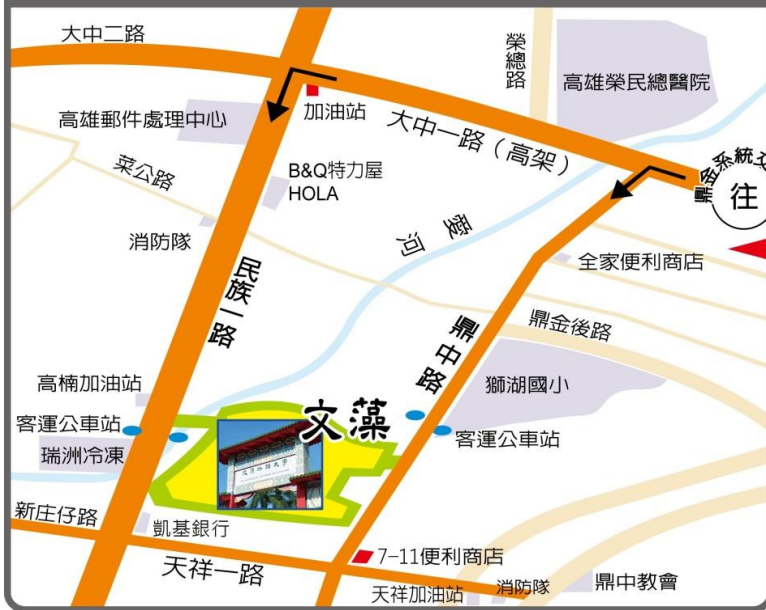 大中二路
榮總路
高雄榮民總醫院
高雄郵件處理中心
加油站
大中一路（高架）
鼎金系統交
往
菜公路
B&Q特力屋
HOLA
消防隊
愛河
全家便利商店
民族一路
鼎中路
鼎金後路
高楠加油站
獅湖國小
文藻
客運公車站
客運公車站
瑞洲冷凍
新庄仔路
凱基銀行
7-11便利商店
天祥一路
天祥加油站
消防隊
鼎中教會